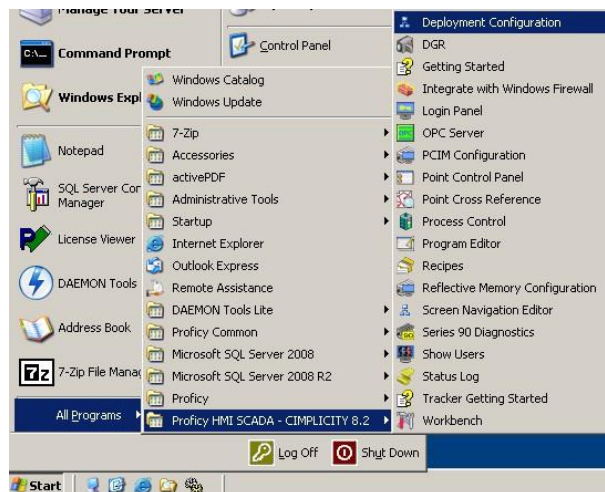 Manage Your Server
Command Prompt
Windows Expl
Notepad
SQL Server Cor
Manager
License Viewer
DAEMON Tools
Address Book
7-Zip File Manag
All Programs
Control Panel
Windows Catalog
Windows Update
7-Zip
Accessories
activePDF
Administrative Tools
Startup
Internet Explorer
Outlook Express
Remote Assistance
DAEMON Tools Lite
Proficy Common
Microsoft SQL Server 2008
Microsoft SQL Server 2008 R2
Proficy
Proficy HMI SCADA - CIMPLICITY 8.2
Deployment Configuration
DGR
Getting Started
Integrate with Windows Firewall
Login Panel
OPC Server
PCIM Configuration
Point Control Panel
Point Cross Reference
Process Control
Program Editor
Recipes
Reflective Memory Configuration
Screen Navigation Editor
Series 90 Diagnostics
Show Users
Status Log
Tracker Getting Started
Workbench
Log Off
Shut Down
Start